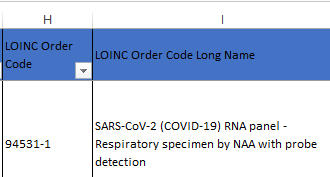 H I
LOINC Order
Code
LOINC Order Code Long Name
94531-1
SARS-CoV-2 (COVID-19) RNA panel -
Respiratory specimen by NAA with probe
detection